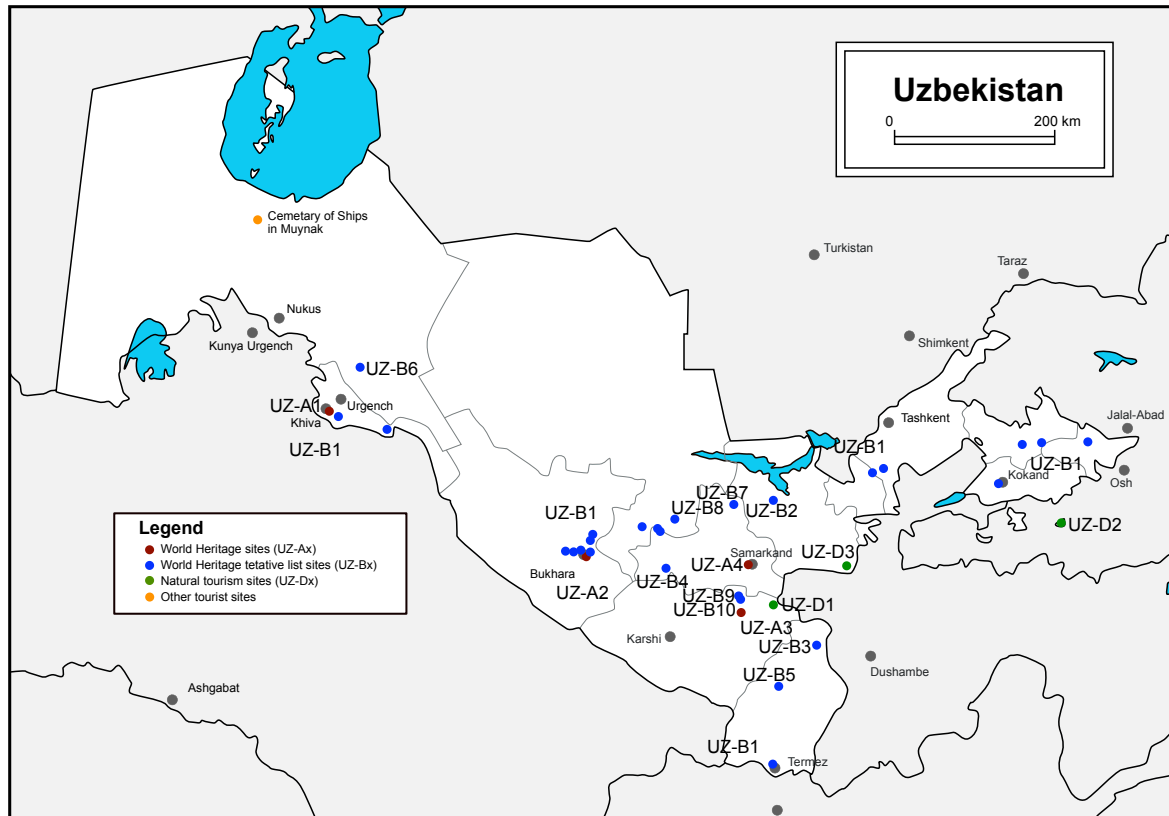 Uzbekistan
0
200 km
Cemetary of Ships
in Muynak
Turkistan
Taraz
Nukus
Kunya Urgench
Shimkent
UZ-B6
UZ-A1
Urgench
Khiva
Tashkent
Jalal-Abad
UZ-B1
UZ-B1
UZ-B1
Osh
Kokand
UZ-B7
UZ-B8
UZ-B2
UZ-B1
UZ-D2
Legend
World Heritage sites (UZ-Ax)
World Heritage tetative list sites (UZ-Bx)
Natural tourism sites (UZ-Dx)
Other tourist sites
Bukhara
UZ-A2
UZ-B4
UZ-A4
Samarkand
UZ-D3
UZ-B9
UZ-B10
UZ-D1
UZ-A3
Karshi
UZ-B3
Dushambe
UZ-B5
Ashgabat
UZ-B1
Termez